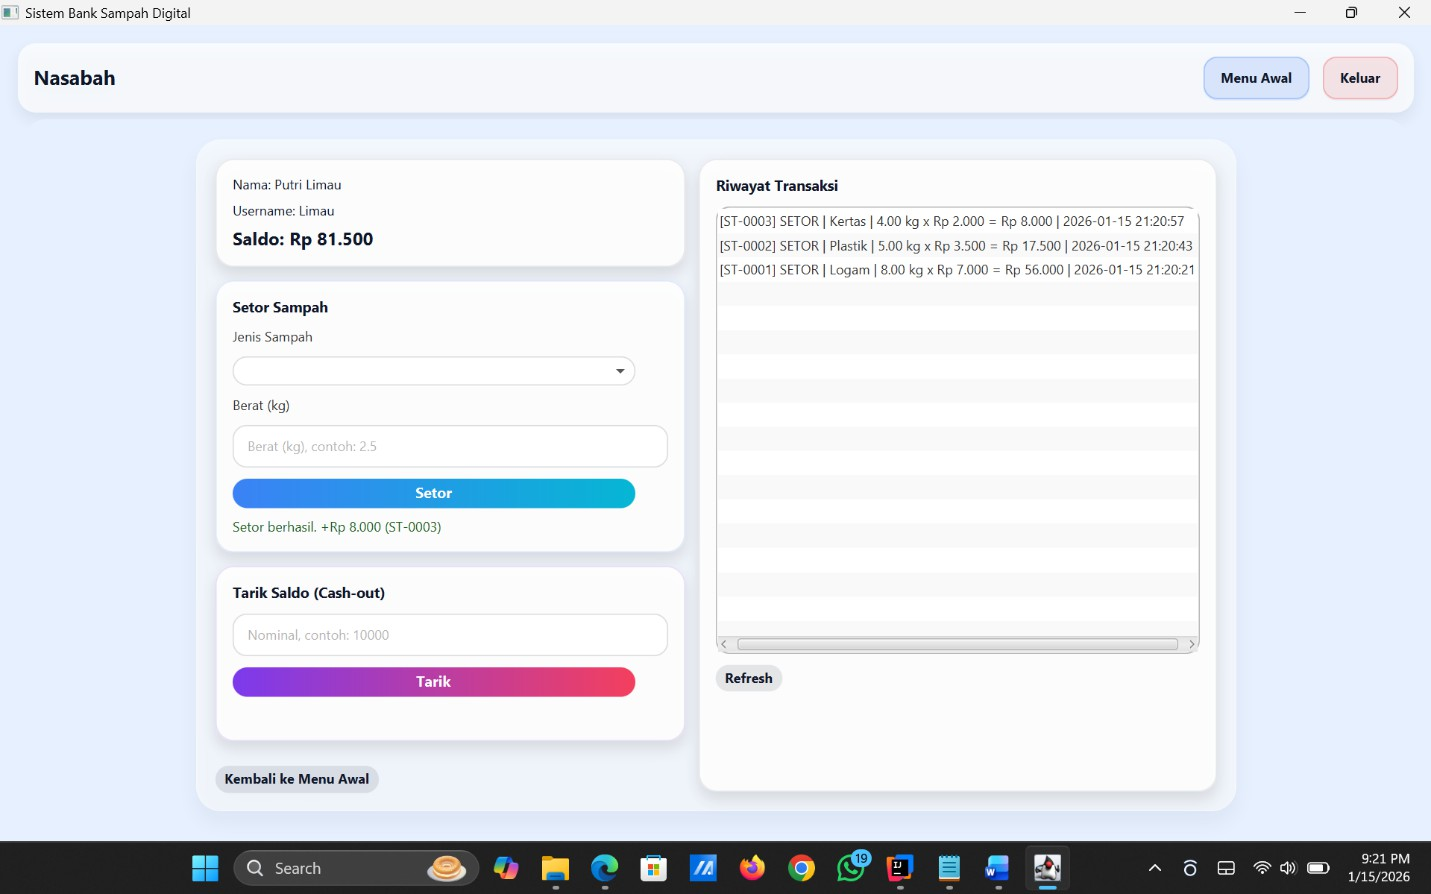 Sistem Bank Sampah Digital
Nasabah
Menu Awal
Keluar
Nama: Putri Limau
Username: Limau
Saldo: Rp 81.500
Setor Sampah
Jenis Sampah
Berat (kg)
Berat (kg), contoh: 2.5
Setor
Setor berhasil. +Rp 8.000 (ST-0003)
Tarik Saldo (Cash-out)
Nominal, contoh: 10000
Tarik
Kembali ke Menu Awal
Riwayat Transaksi
[ST-0003] SETOR | Kertas | 4.00 kg x Rp 2.000 = Rp 8.000 | 2026-01-15 21:20:57
[ST-0002] SETOR | Plastik | 5.00 kg x Rp 3.500 = Rp 17.500 | 2026-01-15 21:20:43
[ST-0001] SETOR | Logam | 8.00 kg x Rp 7.000 = Rp 56.000 | 2026-01-15 21:20:21
Refresh
Search
19
9:21 PM
1/15/2026